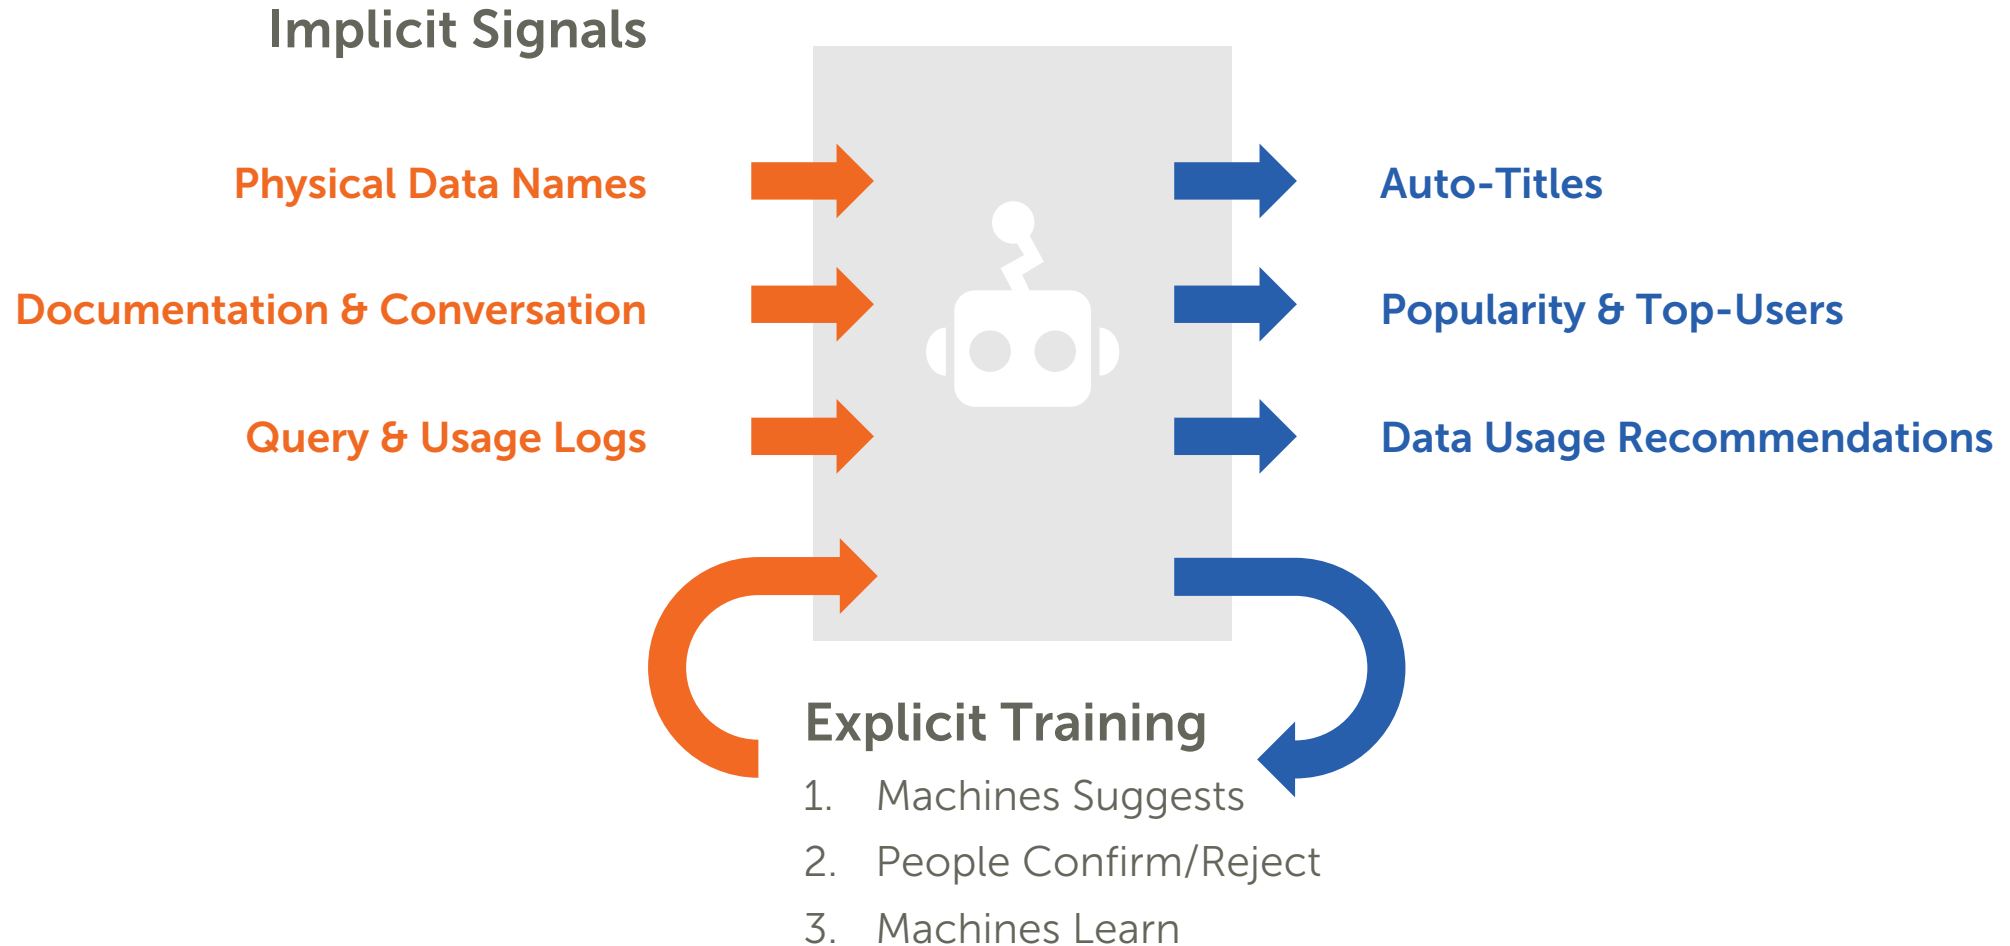 Implicit Signals
Physical Data Names
Auto-Titles
Documentation & Conversation
Popularity & Top-Users
Query & Usage Logs
Data Usage Recommendations
Explicit Training
1. Machines Suggests
2. People Confirm/Reject
3. Machines Learn